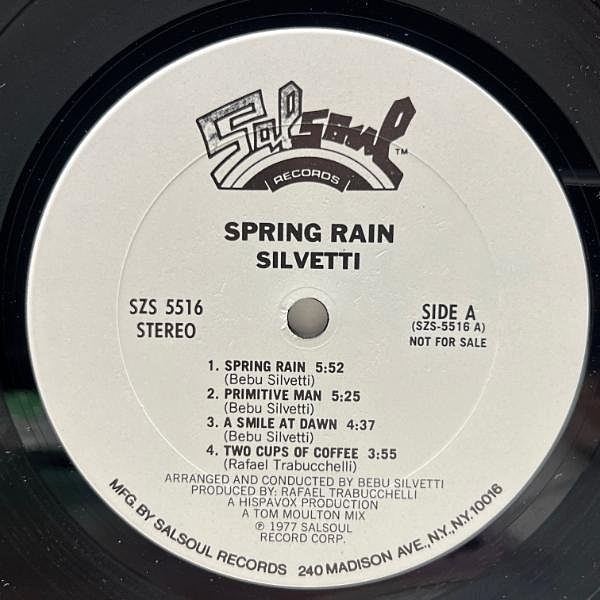 Salsoul
TM
RECORDS
SPRING RAIN
SILVETTI
SZS 5516
STEREO
SIDE A
(SZS-5516 A)
NOT FOR SALE
1. SPRING RAIN 5:52
(Bebu Silvetti)
2. PRIMITIVE MAN 5:25
(Bebu Silvetti)
3. A SMILE AT DAWN 4:37
(Bebu Silvetti)
4. TWO CUPS OF COFFEE 3:55
(Rafael Trabucchelli)
ARRANGED AND CONDUCTED BY BEBU SILVETTI
PRODUCED BY: RAFAEL TRABUCCHELLI
A HISPAVOX PRODUCTION
A TOM MOULTON MIX
℗ 1977 SALSOUL
RECORD CORP.
MFG. BY SALSOUL RECORDS 240 MADISON AVE., N.Y., N.Y. 10016